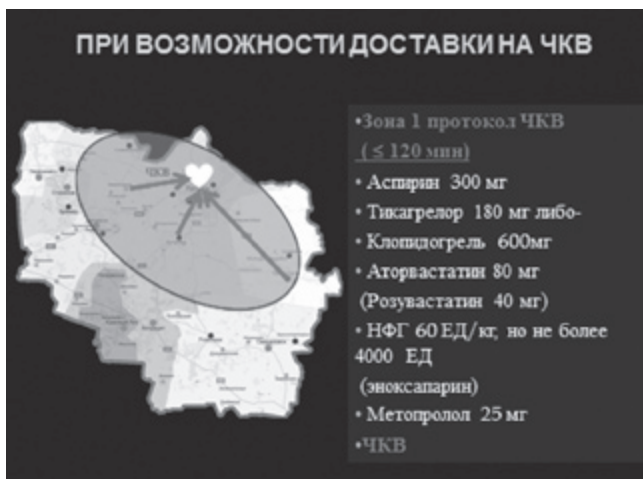 ПРИ ВОЗМОЖНОСТИ ДОСТАВКИ НА ЧКВ
ЧКВ
•Зона 1 протокол ЧКВ
( ≤ 120 мин)
• Аспирин 300 мг
• Тикагрелор 180 мг либо-
• Клопидогрель 600мг
• Аторвастатин 80 мг
(Розувастатин 40 мг)
• НФГ 60 ЕД/кг, но не более
4000 ЕД
(эноксапарин)
• Метопролол 25 мг
•ЧКВ